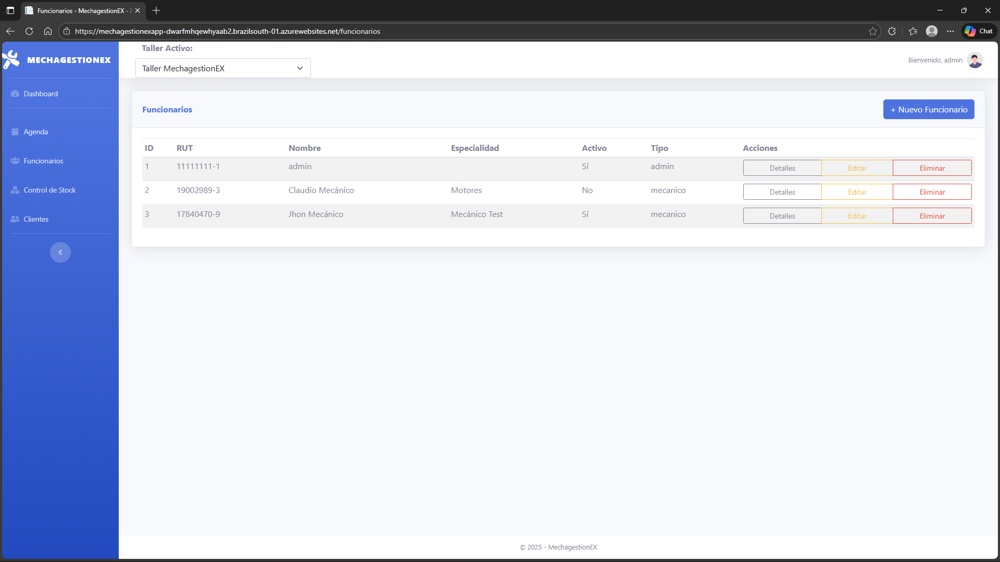 Funcionarios - MechagestionEX -
https://mechagestionexapp-dwarfmhqewhyaab2.brazilsouth-01.azurewebsites.net/funcionarios
Chat
MECHAGESTIONEX
Taller Activo:
Taller MechagestionEX
Bienvenido, admin
Dashboard
Agenda
Funcionarios
Control de Stock
Clientes
Funcionarios
+ Nuevo Funcionario
ID RUT Nombre Especialidad Activo Tipo Acciones
1 11111111-1 admin Sí admin Detalles Editar Eliminar
2 19002989-3 Claudio Mecánico Motores No mecanico Detalles Editar Eliminar
3 17840470-9 Jhon Mecánico Mecánico Test Sí mecanico Detalles Editar Eliminar
© 2025 - MechagestionEX